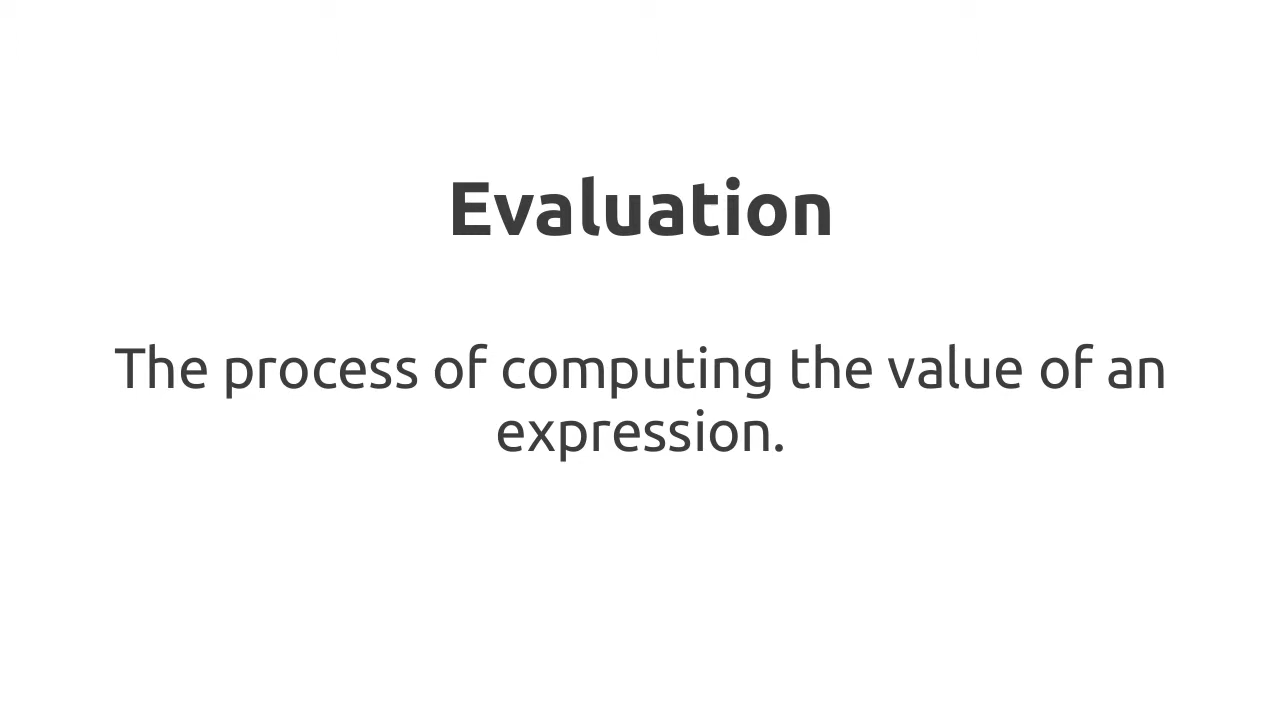 Evaluation
The process of computing the value of an
expression.